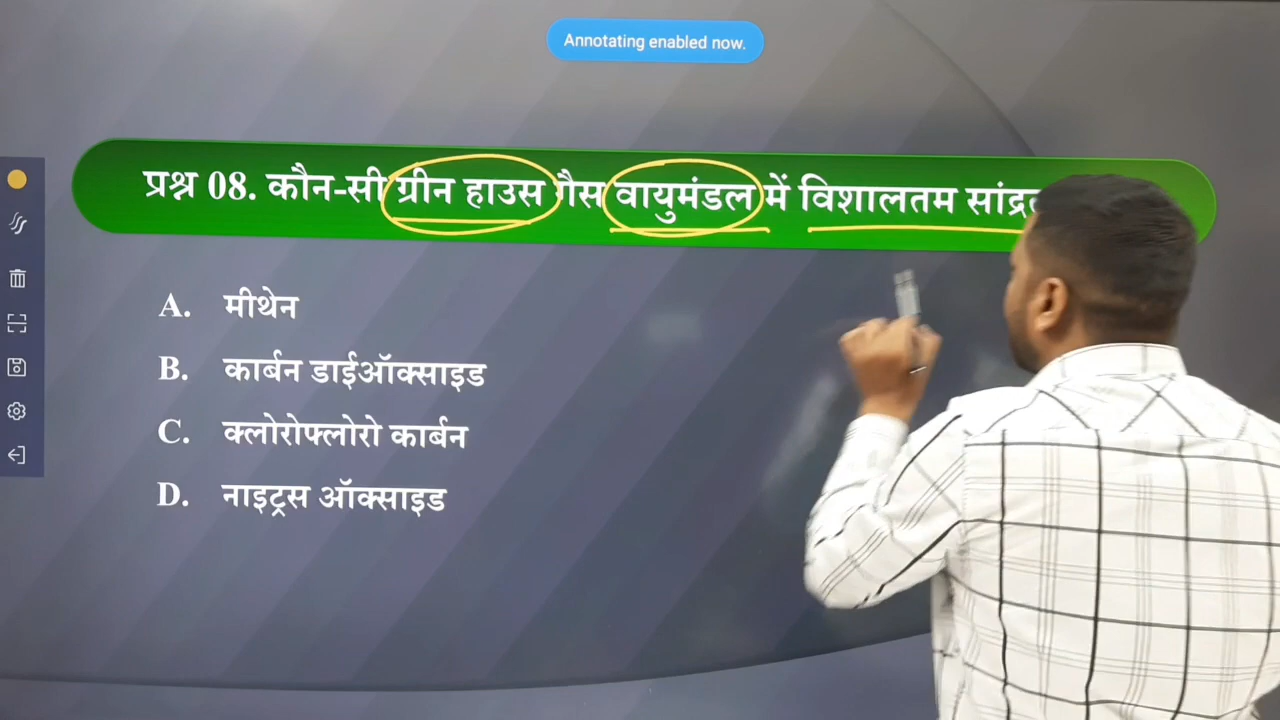 Annotating enabled now.
प्रश्न 08. कौन-सी ग्रीन हाउस गैस वायुमंडल में विशालतम
A. मीथेन
B. कार्बन डाईऑक्साइड
C. क्लोरोफ्लोरो कार्बन
D. नाइट्रस ऑक्साइड